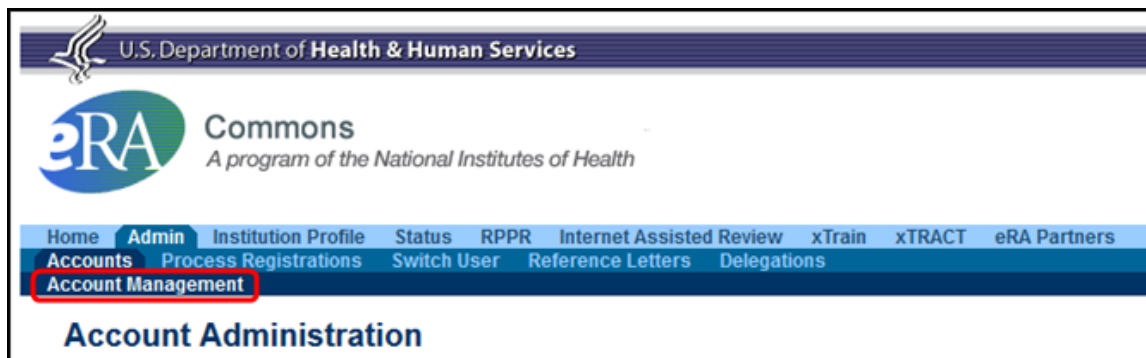 U.S. Department of Health & Human Services
eRA
Commons
A program of the National Institutes of Health
Home Admin Institution Profile Status RPPR Internet Assisted Review xTrain xTRACT eRA Partners
Accounts Process Registrations Switch User Reference Letters Delegations
Account Management
Account Administration